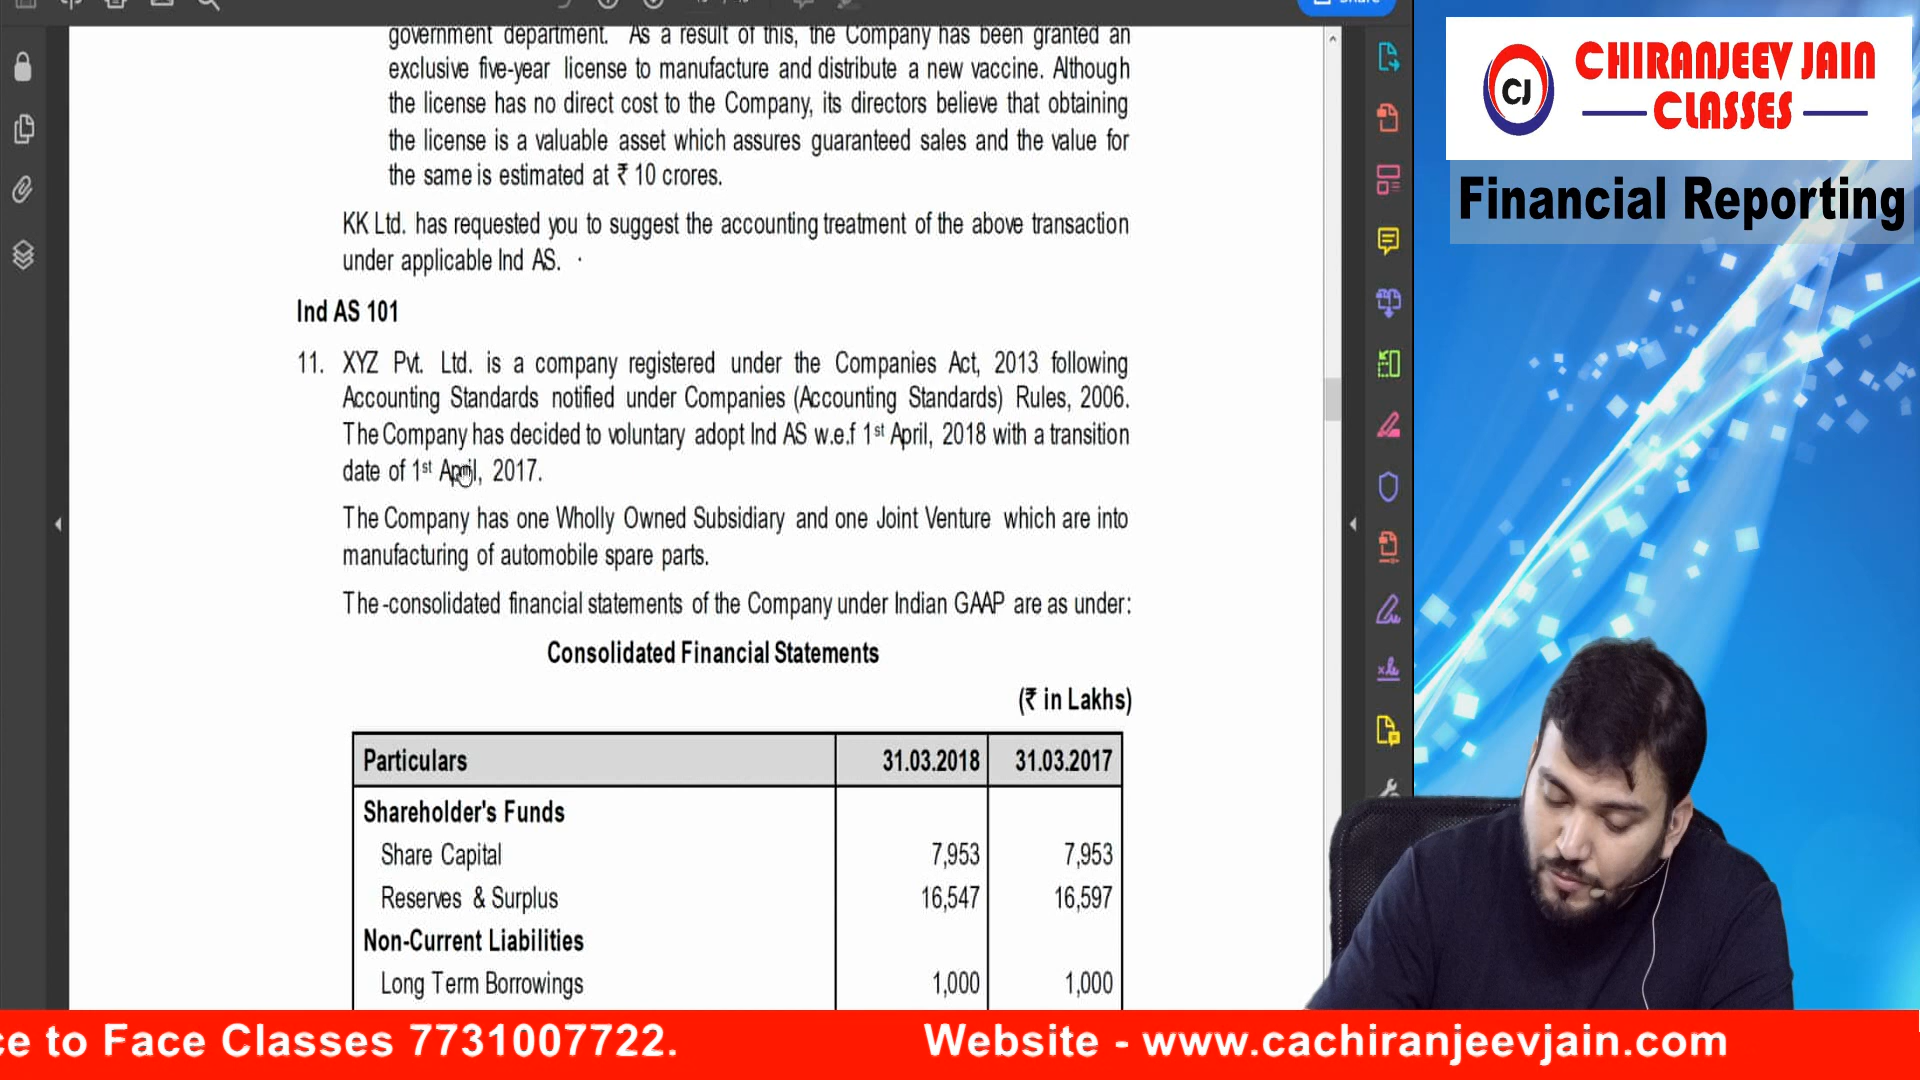 government department. As a result of this, the Company has been granted an
exclusive five-year license to manufacture and distribute a new vaccine. Although
the license has no direct cost to the Company, its directors believe that obtaining
the license is a valuable asset which assures guaranteed sales and the value for
the same is estimated at ₹ 10 crores.
KK Ltd. has requested you to suggest the accounting treatment of the above transaction
under applicable Ind AS.
Ind AS 101
11. XYZ Pvt. Ltd. is a company registered under the Companies Act, 2013 following
Accounting Standards notified under Companies (Accounting Standards) Rules, 2006.
The Company has decided to voluntary adopt Ind AS w.e.f 1st April, 2018 with a transition
date of 1st April, 2017.
The Company has one Wholly Owned Subsidiary and one Joint Venture which are into
manufacturing of automobile spare parts.
The -consolidated financial statements of the Company under Indian GAAP are as under:
Consolidated Financial Statements
(₹ in Lakhs)
Particulars 31.03.2018 31.03.2017
Shareholder's Funds
Share Capital 7,953 7,953
Reserves & Surplus 16,547 16,597
Non-Current Liabilities
Long Term Borrowings 1,000 1,000
CJ
CHIRANJEEV JAIN
CLASSES
Financial Reporting
ce to Face Classes 7731007722. Website - www.cachiranjeevjain.com